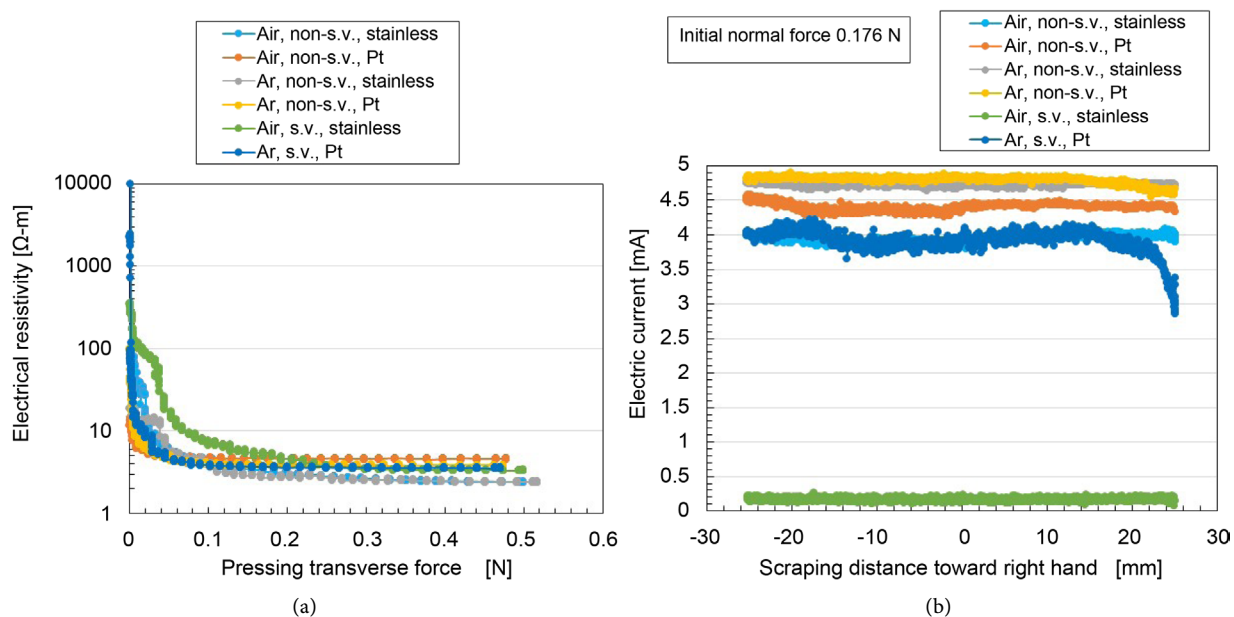 Air, non-s.v., stainless
Air, non-s.v., Pt
Ar, non-s.v., stainless
Ar, non-s.v., Pt
Air, s.v., stainless
Ar, s.v., Pt
10000
1000
100
10
1
Electrical resistivity [Ω-m]
0
0.1
0.2
0.3
0.4
0.5
0.6
Pressing transverse force [N]
(a)
Initial normal force 0.176 N
Air, non-s.v., stainless
Air, non-s.v., Pt
Ar, non-s.v., stainless
Ar, non-s.v., Pt
Air, s.v., stainless
Ar, s.v., Pt
5
4.5
4
3.5
3
2.5
2
1.5
1
0.5
0
Electric current [mA]
-30
-20
-10
0
10
20
30
Scraping distance toward right hand [mm]
(b)